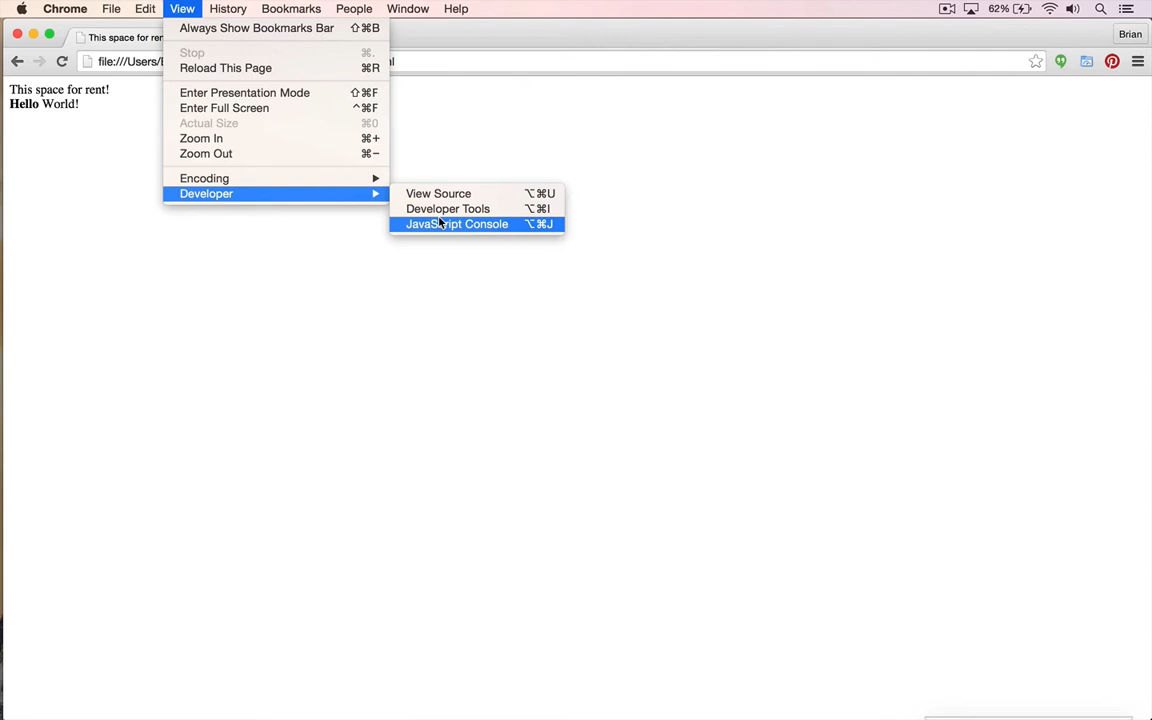 Chrome File Edit View History Bookmarks People Window Help 62%
This space for ren
Brian
file:///Users/ l
This space for rent!
Hello World!
Always Show Bookmarks Bar ⇧⌘B
Stop ⌘.
Reload This Page ⌘R
Enter Presentation Mode ⇧⌘F
Enter Full Screen ^⌘F
Actual Size ⌘0
Zoom In ⌘+
Zoom Out ⌘−
Encoding ▶
Developer ▶
View Source ⌥⌘U
Developer Tools ⌥⌘I
JavaScript Console ⌥⌘J